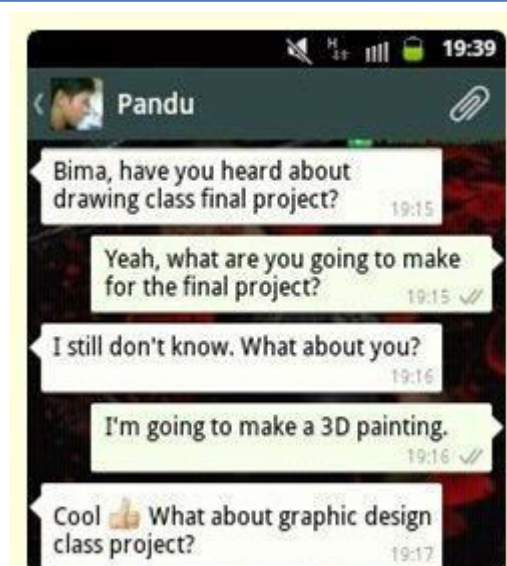 19:39
Pandu
Bima, have you heard about
drawing class final project?
19:15
Yeah, what are you going to make
for the final project?
19:15
I still don't know. What about you?
19:16
I'm going to make a 3D painting.
19:16
Cool 👍 What about graphic design
class project?
19:17